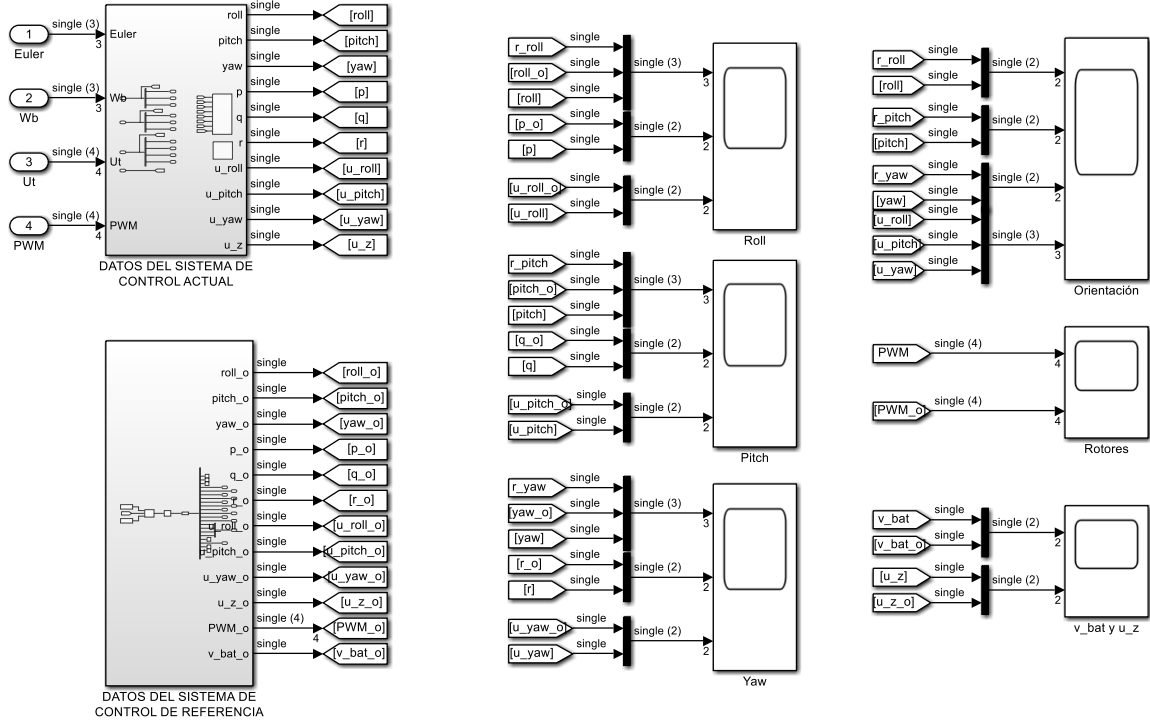 1
Euler
single (3)
3
2
Wb
single (3)
3
3
Ut
single (4)
4
4
PWM
single (4)
4
Euler
Wb
Ut
PWM
roll
pitch
yaw
p
q
r
u_roll
u_pitch
u_yaw
u_z
DATOS DEL SISTEMA DE
CONTROL ACTUAL
single
[roll]
single
[pitch]
single
[yaw]
single
[p]
single
[q]
single
[r]
single
[u_roll]
single
[u_pitch]
single
[u_yaw]
single
[u_z]
roll_o
pitch_o
yaw_o
p_o
q_o
r_o
u_roll_o
pitch_o
u_yaw_o
u_z_o
PWM_o
v_bat_o
DATOS DEL SISTEMA DE
CONTROL DE REFERENCIA
single
[roll_o]
single
[pitch_o]
single
[yaw_o]
single
[p_o]
single
[q_o]
single
[r_o]
single
[u_roll_o]
single
[u_pitch_o]
single
[u_yaw_o]
single
[u_z_o]
single (4)
4
[PWM_o]
single
[v_bat_o]
r_roll
single
[roll_o]
single
[roll]
single
single (3)
3
[p_o]
single
[p]
single
single (2)
2
[u_roll_o]
single
[u_roll]
single
single (2)
2
Roll
r_pitch
single
[pitch_o]
single
[pitch]
single
single (3)
3
[q_o]
single
[q]
single
single (2)
2
[u_pitch_o]
single
[u_pitch]
single
single (2)
2
Pitch
r_yaw
single
[yaw_o]
single
[yaw]
single
single (3)
3
[r_o]
single
[r]
single
single (2)
2
[u_yaw_o]
single
[u_yaw]
single
single (2)
2
Yaw
r_roll
single
[roll]
single
single (2)
2
r_pitch
single
[pitch]
single
single (2)
2
r_yaw
single
[yaw]
single
single (2)
2
[u_roll]
single
[u_pitch]
single
[u_yaw]
single
single (3)
3
Orientación
PWM
single (4)
4
[PWM_o]
single (4)
4
Rotores
v_bat
single
[v_bat_o]
single
single (2)
2
[u_z]
single
[u_z_o]
single
single (2)
2
v_bat y u_z